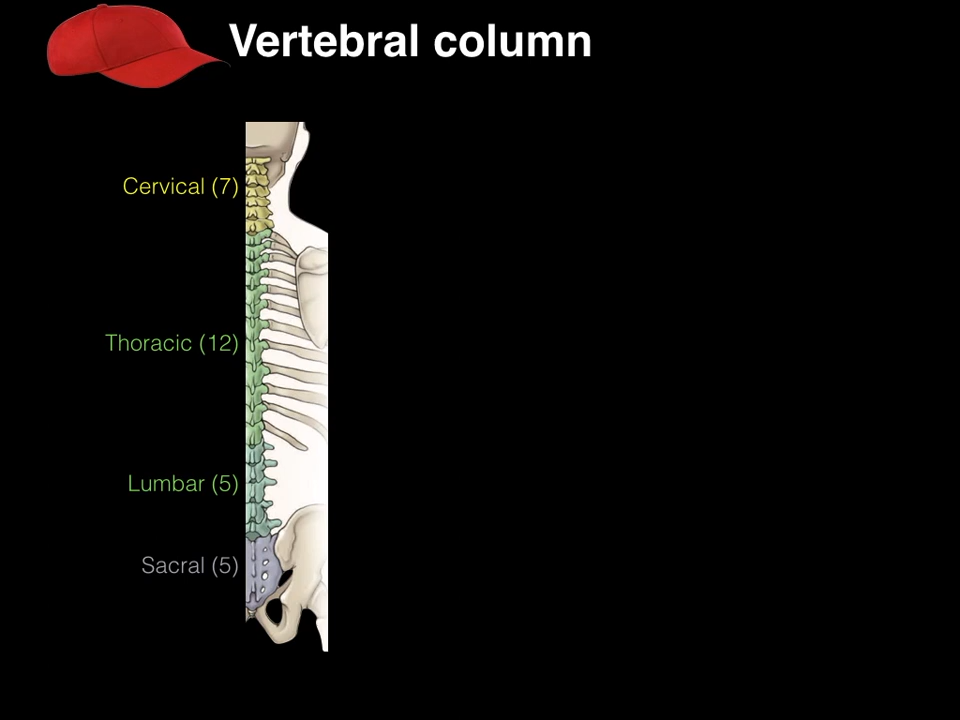 Vertebral column
Cervical (7)
Thoracic (12)
Lumbar (5)
Sacral (5)